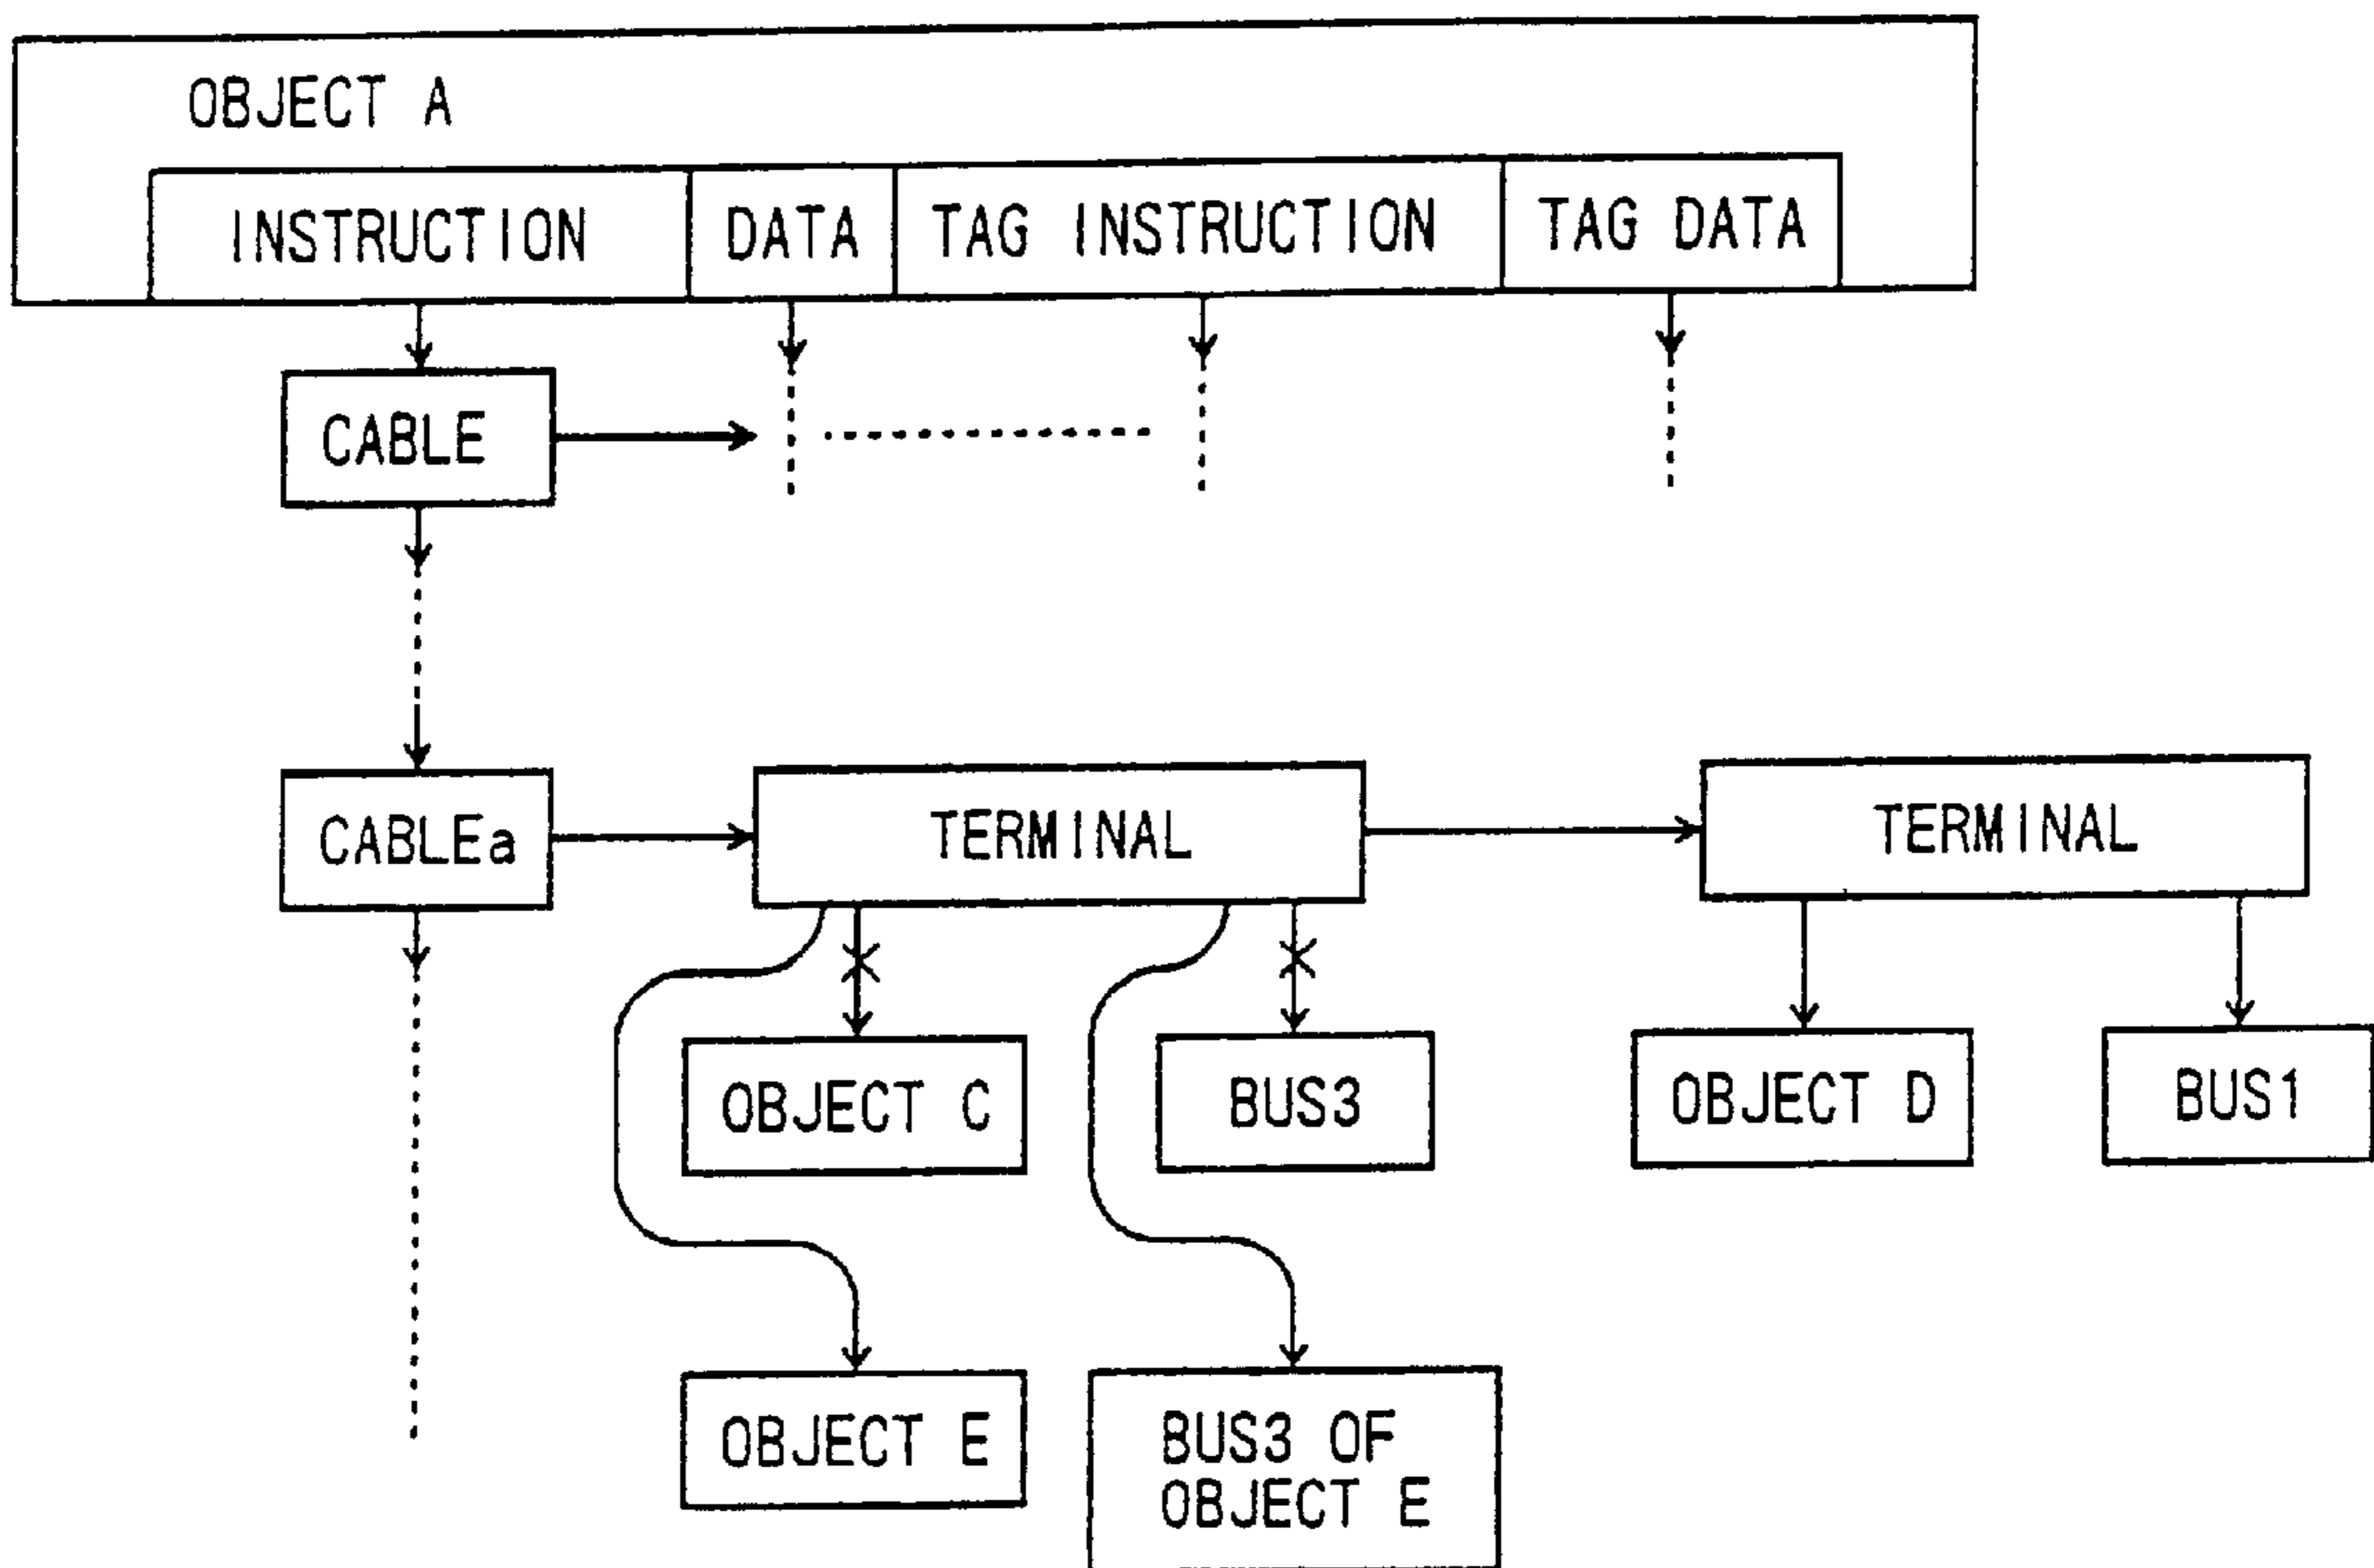 OBJECT A
INSTRUCTION
DATA
TAG INSTRUCTION
TAG DATA
CABLE
CABLEa
TERMINAL
TERMINAL
OBJECT C
BUS3
OBJECT D
BUS1
OBJECT E
BUS3 OF
OBJECT E